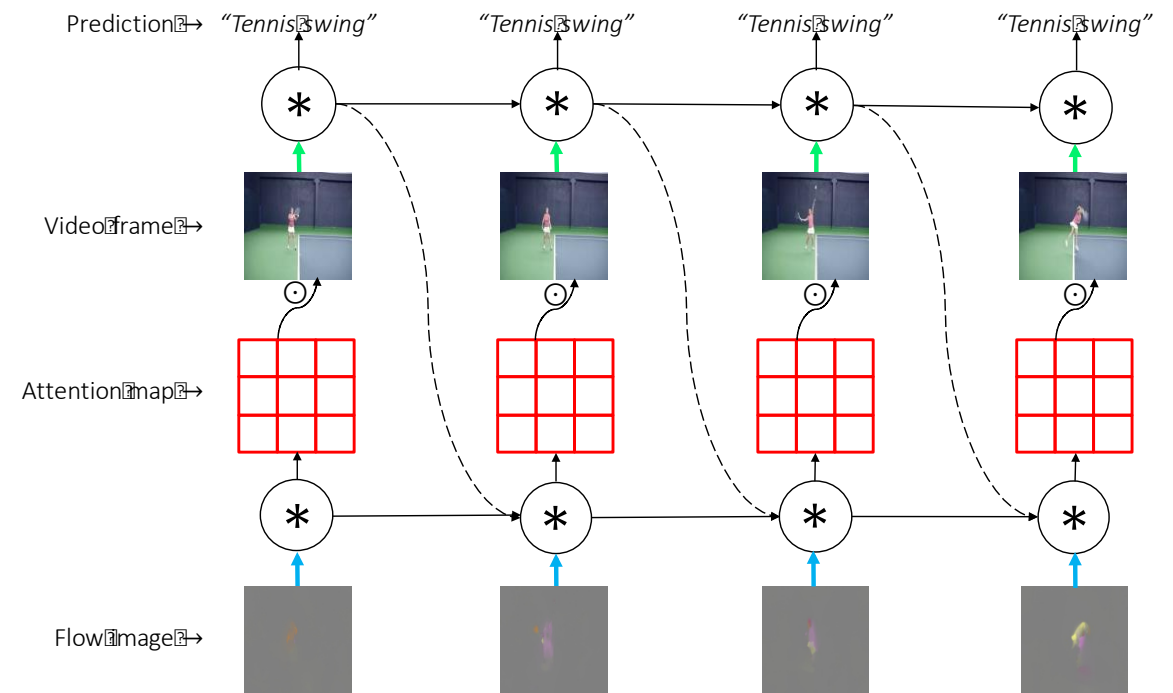 Prediction → “Tennis swing” “Tennis swing” “Tennis swing” “Tennis swing”
* * * *
Video frame →
⊙ ⊙ ⊙ ⊙
Attention map →
* * * *
Flow image →